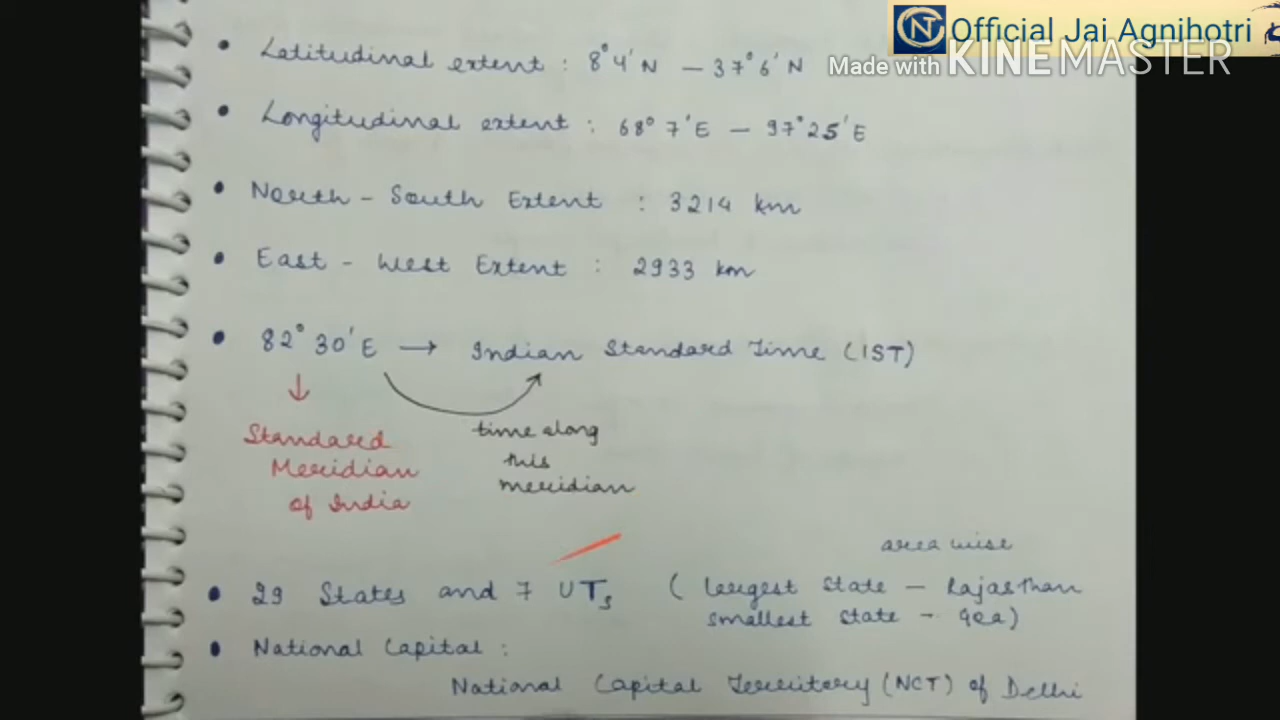 Official Jai Agnihotri
Made with KINEMASTER
• Latitudinal extent : 8°4'N – 37°6'N
• Longitudinal extent : 68°7'E – 97°25'E
• North - South Extent : 3214 km
• East - West Extent : 2933 km
• 82°30'E → Indian Standard Time (IST)
Standard
Meridian
of India
time along
this
meridian
area wise
• 29 States and 7 UTs (largest State – Rajasthan
smallest state – Goa)
• National Capital :
National Capital Territory (NCT) of Delhi